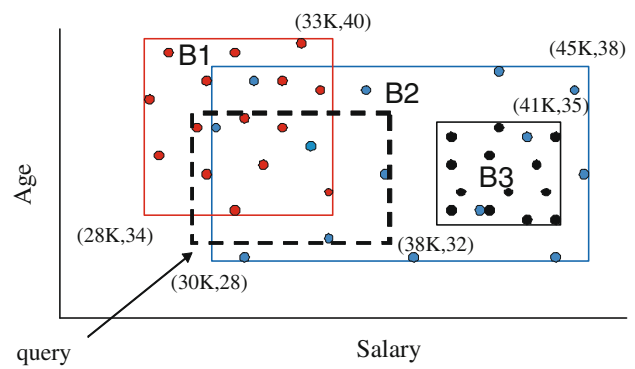 (33K,40)
(45K,38)
B1
B2
(41K,35)
B3
Age
(28K,34)
(38K,32)
(30K,28)
query
Salary